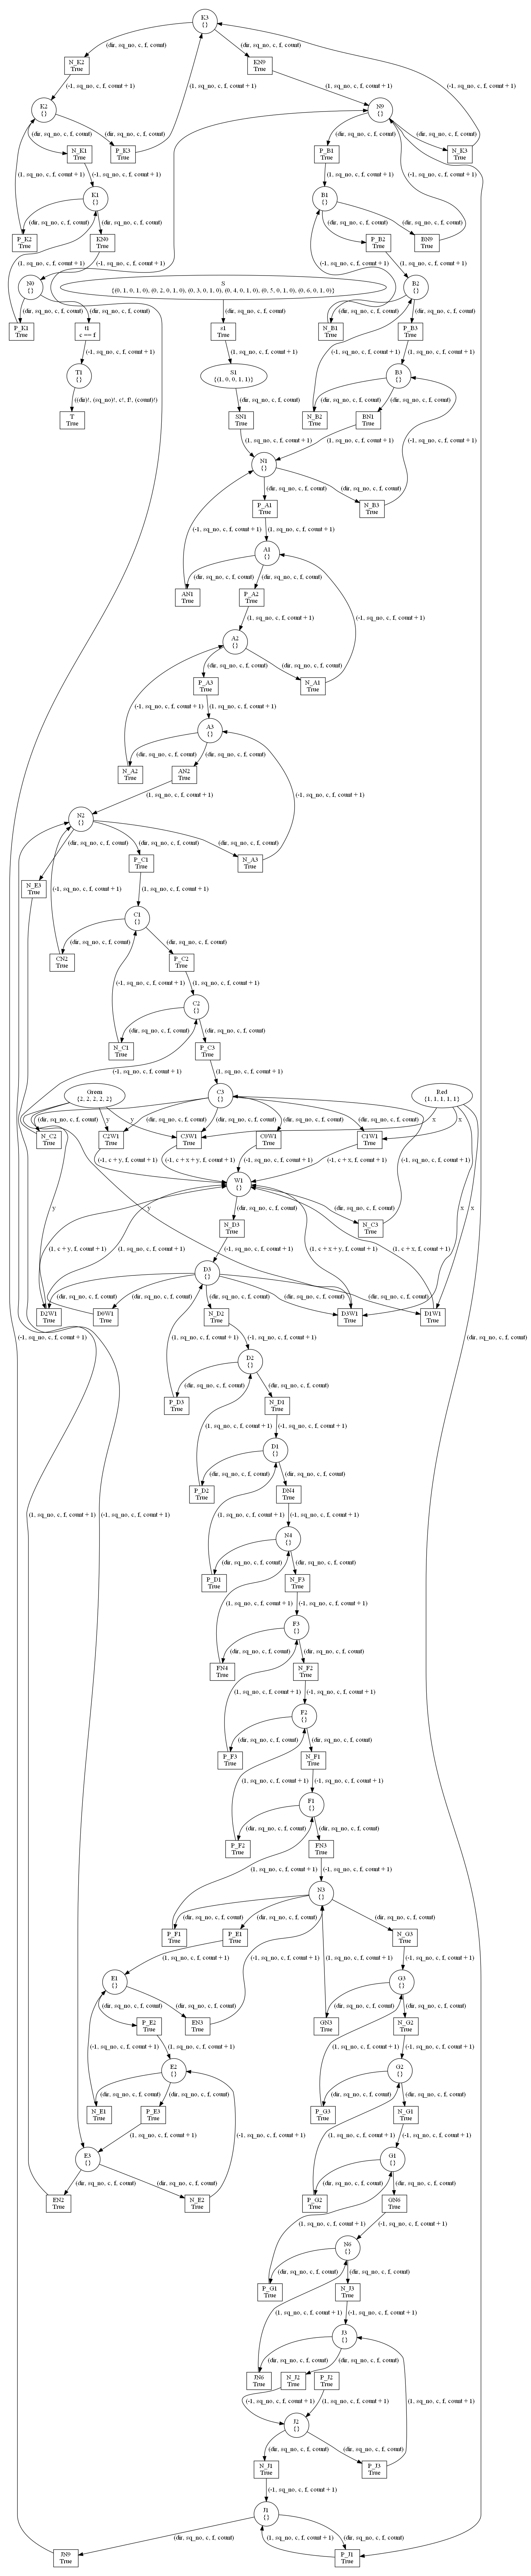 K3
{}
(dir, sq_no, c, f, count)
(dir, sq_no, c, f, count)
N_K2
True
KN9
True
(-1, sq_no, c, f, count + 1)
(1, sq_no, c, f, count + 1)
(1, sq_no, c, f, count + 1)
(-1, sq_no, c, f, count + 1)
K2
{}
N9
{}
(dir, sq_no, c, f, count)
(dir, sq_no, c, f, count)
(dir, sq_no, c, f, count)
(dir, sq_no, c, f, count)
N_K1
True
P_K3
True
P_B1
True
N_K3
True
(1, sq_no, c, f, count + 1)
(-1, sq_no, c, f, count + 1)
(1, sq_no, c, f, count + 1)
(-1, sq_no, c, f, count + 1)
K1
{}
B1
{}
(dir, sq_no, c, f, count)
(dir, sq_no, c, f, count)
(dir, sq_no, c, f, count)
(dir, sq_no, c, f, count)
P_K2
True
KN0
True
P_B2
True
BN9
True
(1, sq_no, c, f, count + 1)
(-1, sq_no, c, f, count + 1)
(-1, sq_no, c, f, count + 1)
(1, sq_no, c, f, count + 1)
N0
{}
S
{(0, 1, 0, 1, 0), (0, 2, 0, 1, 0), (0, 3, 0, 1, 0), (0, 4, 0, 1, 0), (0, 5, 0, 1, 0), (0, 6, 0, 1, 0)}
B2
{}
(dir, sq_no, c, f, count)
(dir, sq_no, c, f, count)
(dir, sq_no, c, f, count)
(dir, sq_no, c, f, count)
(dir, sq_no, c, f, count)
P_K1
True
t1
c == f
s1
True
N_B1
True
P_B3
True
(-1, sq_no, c, f, count + 1)
(1, sq_no, c, f, count + 1)
(-1, sq_no, c, f, count + 1)
(1, sq_no, c, f, count + 1)
T1
{}
S1
{(1, 0, 0, 1, 1)}
B3
{}
((dir)!, (sq_no)!, c!, f!, (count)!)
(dir, sq_no, c, f, count)
(dir, sq_no, c, f, count)
(dir, sq_no, c, f, count)
T
True
SN1
True
N_B2
True
BN1
True
(1, sq_no, c, f, count + 1)
(1, sq_no, c, f, count + 1)
(-1, sq_no, c, f, count + 1)
N1
{}
(dir, sq_no, c, f, count)
(dir, sq_no, c, f, count)
P_A1
True
N_B3
True
(-1, sq_no, c, f, count + 1)
(1, sq_no, c, f, count + 1)
A1
{}
(dir, sq_no, c, f, count)
(dir, sq_no, c, f, count)
AN1
True
P_A2
True
(1, sq_no, c, f, count + 1)
(-1, sq_no, c, f, count + 1)
A2
{}
(dir, sq_no, c, f, count)
(dir, sq_no, c, f, count)
P_A3
True
N_A1
True
(-1, sq_no, c, f, count + 1)
(1, sq_no, c, f, count + 1)
A3
{}
(dir, sq_no, c, f, count)
(dir, sq_no, c, f, count)
N_A2
True
AN2
True
(1, sq_no, c, f, count + 1)
(-1, sq_no, c, f, count + 1)
N2
{}
(dir, sq_no, c, f, count)
(dir, sq_no, c, f, count)
(dir, sq_no, c, f, count)
N_E3
True
P_C1
True
N_A3
True
(-1, sq_no, c, f, count + 1)
(1, sq_no, c, f, count + 1)
C1
{}
(dir, sq_no, c, f, count)
(dir, sq_no, c, f, count)
CN2
True
P_C2
True
(-1, sq_no, c, f, count + 1)
(1, sq_no, c, f, count + 1)
C2
{}
(dir, sq_no, c, f, count)
(dir, sq_no, c, f, count)
N_C1
True
P_C3
True
(-1, sq_no, c, f, count + 1)
(1, sq_no, c, f, count + 1)
Green
{2, 2, 2, 2, 2}
C3
{}
Red
{1, 1, 1, 1, 1}
(dir, sq_no, c, f, count)
y
y
(dir, sq_no, c, f, count)
(dir, sq_no, c, f, count)
(dir, sq_no, c, f, count)
(dir, sq_no, c, f, count)
x
x
N_C2
True
C2W1
True
C3W1
True
C0W1
True
C1W1
True
(-1, c + y, f, count + 1)
(-1, c + x + y, f, count + 1)
(-1, sq_no, c, f, count + 1)
(-1, c + x, f, count + 1)
(-1, sq_no, c, f, count + 1)
W1
{}
y
y
(dir, sq_no, c, f, count)
(dir, sq_no, c, f, count)
x
x
N_D3
True
N_C3
True
(1, c + y, f, count + 1)
(1, sq_no, c, f, count + 1)
(-1, sq_no, c, f, count + 1)
(1, c + x + y, f, count + 1)
(1, c + x, f, count + 1)
D3
{}
(dir, sq_no, c, f, count)
(dir, sq_no, c, f, count)
(dir, sq_no, c, f, count)
(dir, sq_no, c, f, count)
(dir, sq_no, c, f, count)
D2W1
True
D0W1
True
N_D2
True
D3W1
True
D1W1
True
(-1, sq_no, c, f, count + 1)
(1, sq_no, c, f, count + 1)
(-1, sq_no, c, f, count + 1)
(dir, sq_no, c, f, count)
D2
{}
(dir, sq_no, c, f, count)
(dir, sq_no, c, f, count)
P_D3
True
N_D1
True
(1, sq_no, c, f, count + 1)
(-1, sq_no, c, f, count + 1)
D1
{}
(dir, sq_no, c, f, count)
(dir, sq_no, c, f, count)
P_D2
True
DN4
True
(1, sq_no, c, f, count + 1)
(-1, sq_no, c, f, count + 1)
(1, sq_no, c, f, count + 1)
(-1, sq_no, c, f, count + 1)
N4
{}
(dir, sq_no, c, f, count)
(dir, sq_no, c, f, count)
P_D1
True
N_F3
True
(1, sq_no, c, f, count + 1)
(-1, sq_no, c, f, count + 1)
F3
{}
(dir, sq_no, c, f, count)
(dir, sq_no, c, f, count)
FN4
True
N_F2
True
(1, sq_no, c, f, count + 1)
(-1, sq_no, c, f, count + 1)
F2
{}
(dir, sq_no, c, f, count)
(dir, sq_no, c, f, count)
P_F3
True
N_F1
True
(1, sq_no, c, f, count + 1)
(-1, sq_no, c, f, count + 1)
F1
{}
(dir, sq_no, c, f, count)
(dir, sq_no, c, f, count)
P_F2
True
FN3
True
(1, sq_no, c, f, count + 1)
(-1, sq_no, c, f, count + 1)
N3
{}
(dir, sq_no, c, f, count)
(dir, sq_no, c, f, count)
(dir, sq_no, c, f, count)
P_F1
True
P_E1
True
N_G3
True
(1, sq_no, c, f, count + 1)
(-1, sq_no, c, f, count + 1)
(1, sq_no, c, f, count + 1)
(-1, sq_no, c, f, count + 1)
E1
{}
G3
{}
(dir, sq_no, c, f, count)
(dir, sq_no, c, f, count)
(dir, sq_no, c, f, count)
(dir, sq_no, c, f, count)
P_E2
True
EN3
True
GN3
True
N_G2
True
(-1, sq_no, c, f, count + 1)
(1, sq_no, c, f, count + 1)
(1, sq_no, c, f, count + 1)
(-1, sq_no, c, f, count + 1)
E2
{}
G2
{}
(dir, sq_no, c, f, count)
(dir, sq_no, c, f, count)
(dir, sq_no, c, f, count)
(dir, sq_no, c, f, count)
N_E1
True
P_E3
True
P_G3
True
N_G1
True
(1, sq_no, c, f, count + 1)
(-1, sq_no, c, f, count + 1)
(1, sq_no, c, f, count + 1)
(-1, sq_no, c, f, count + 1)
E3
{}
G1
{}
(dir, sq_no, c, f, count)
(dir, sq_no, c, f, count)
(dir, sq_no, c, f, count)
(dir, sq_no, c, f, count)
EN2
True
N_E2
True
P_G2
True
GN6
True
(1, sq_no, c, f, count + 1)
(-1, sq_no, c, f, count + 1)
N6
{}
(dir, sq_no, c, f, count)
(dir, sq_no, c, f, count)
P_G1
True
N_J3
True
(1, sq_no, c, f, count + 1)
(-1, sq_no, c, f, count + 1)
J3
{}
(dir, sq_no, c, f, count)
(dir, sq_no, c, f, count)
JN6
True
N_J2
True
P_J2
True
(-1, sq_no, c, f, count + 1)
(1, sq_no, c, f, count + 1)
(1, sq_no, c, f, count + 1)
J2
{}
(dir, sq_no, c, f, count)
(dir, sq_no, c, f, count)
N_J1
True
P_J3
True
(-1, sq_no, c, f, count + 1)
J1
{}
(dir, sq_no, c, f, count)
(1, sq_no, c, f, count + 1)
(dir, sq_no, c, f, count)
JN9
True
P_J1
True